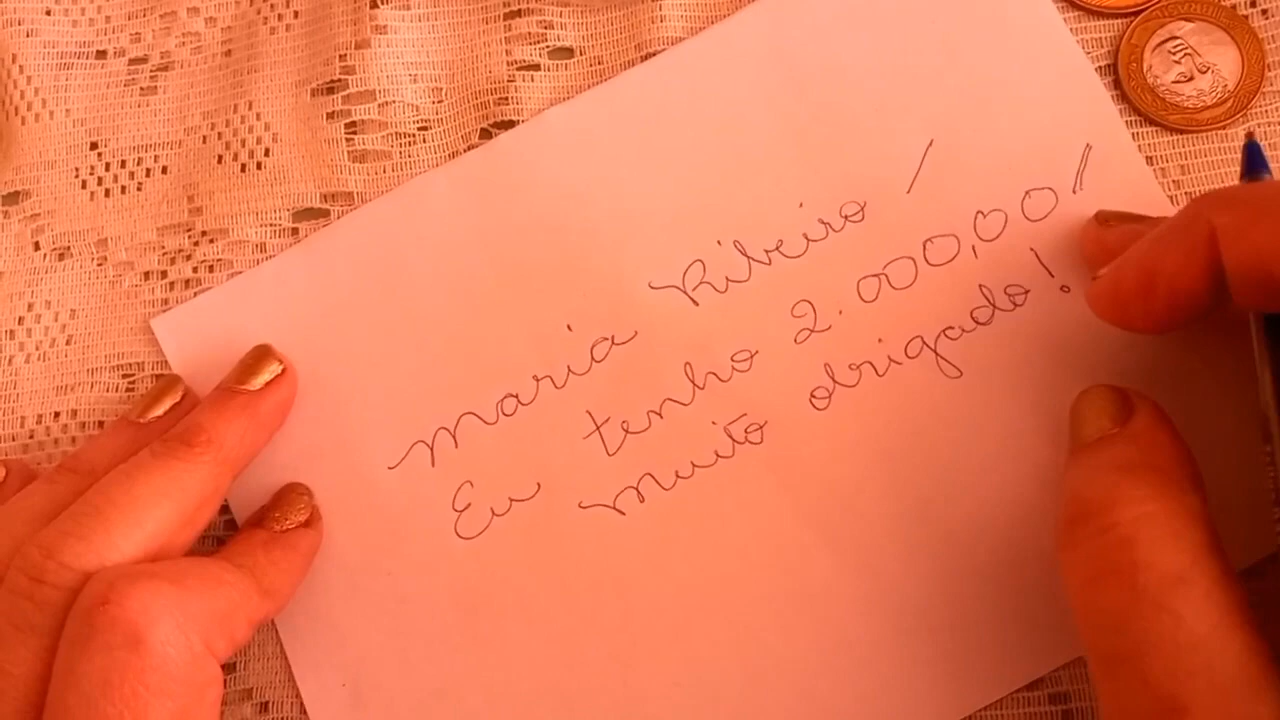 Maria Ribeiro /
Eu tenho 2.000,00//
muito obrigado!